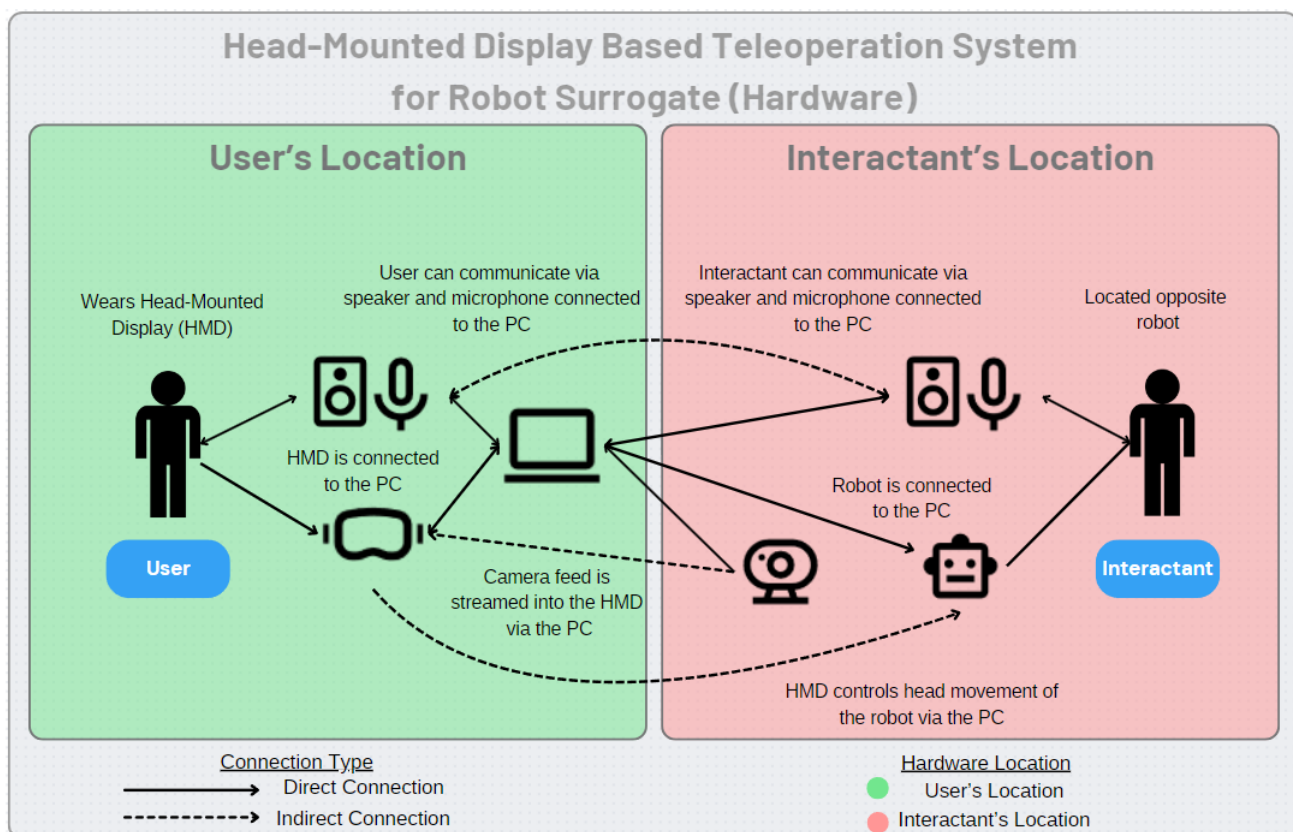 Head-Mounted Display Based Teleoperation System
for Robot Surrogate (Hardware)
User's Location
Interactant's Location
User can communicate via
speaker and microphone connected
to the PC
Interactant can communicate via
speaker and microphone connected
to the PC
Wears Head-Mounted
Display (HMD)
Located opposite
robot
HMD is connected
to the PC
Robot is connected
to the PC
User
Interactant
Camera feed is
streamed into the HMD
via the PC
HMD controls head movement of
the robot via the PC
Connection Type
Direct Connection
Indirect Connection
Hardware Location
User's Location
Interactant's Location